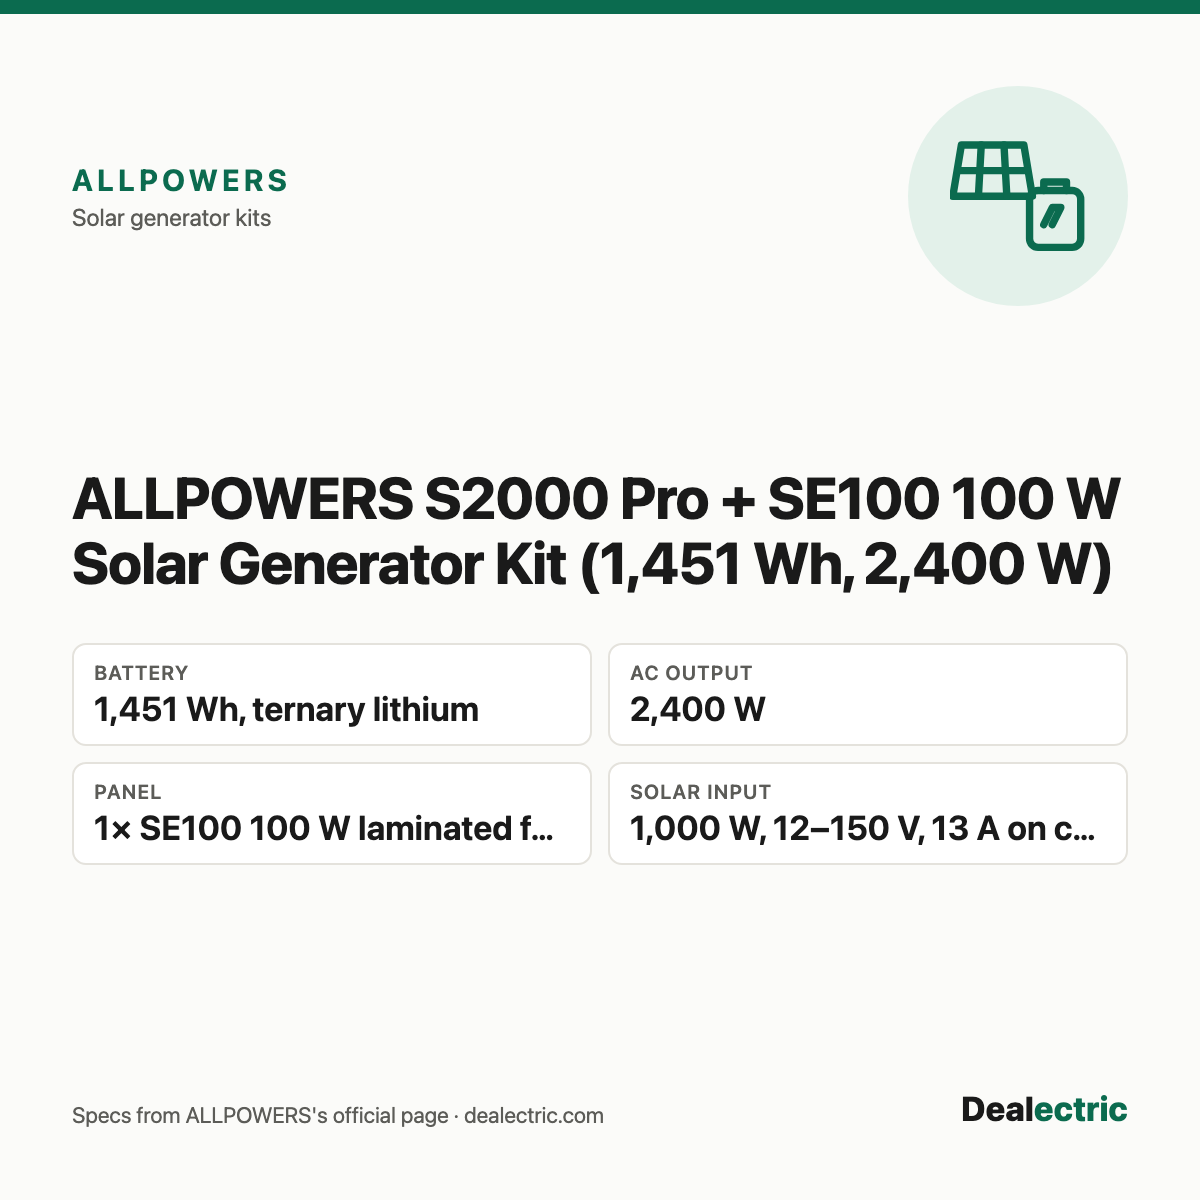 ALLPOWERS
Solar generator kits
ALLPOWERS S2000 Pro + SE100 100 W
Solar Generator Kit (1,451 Wh, 2,400 W)
BATTERY
1,451 Wh, ternary lithium
AC OUTPUT
2,400 W
PANEL
1× SE100 100 W laminated f...
SOLAR INPUT
1,000 W, 12–150 V, 13 A on c...
Specs from ALLPOWERS's official page · dealectric.com
Dealectric